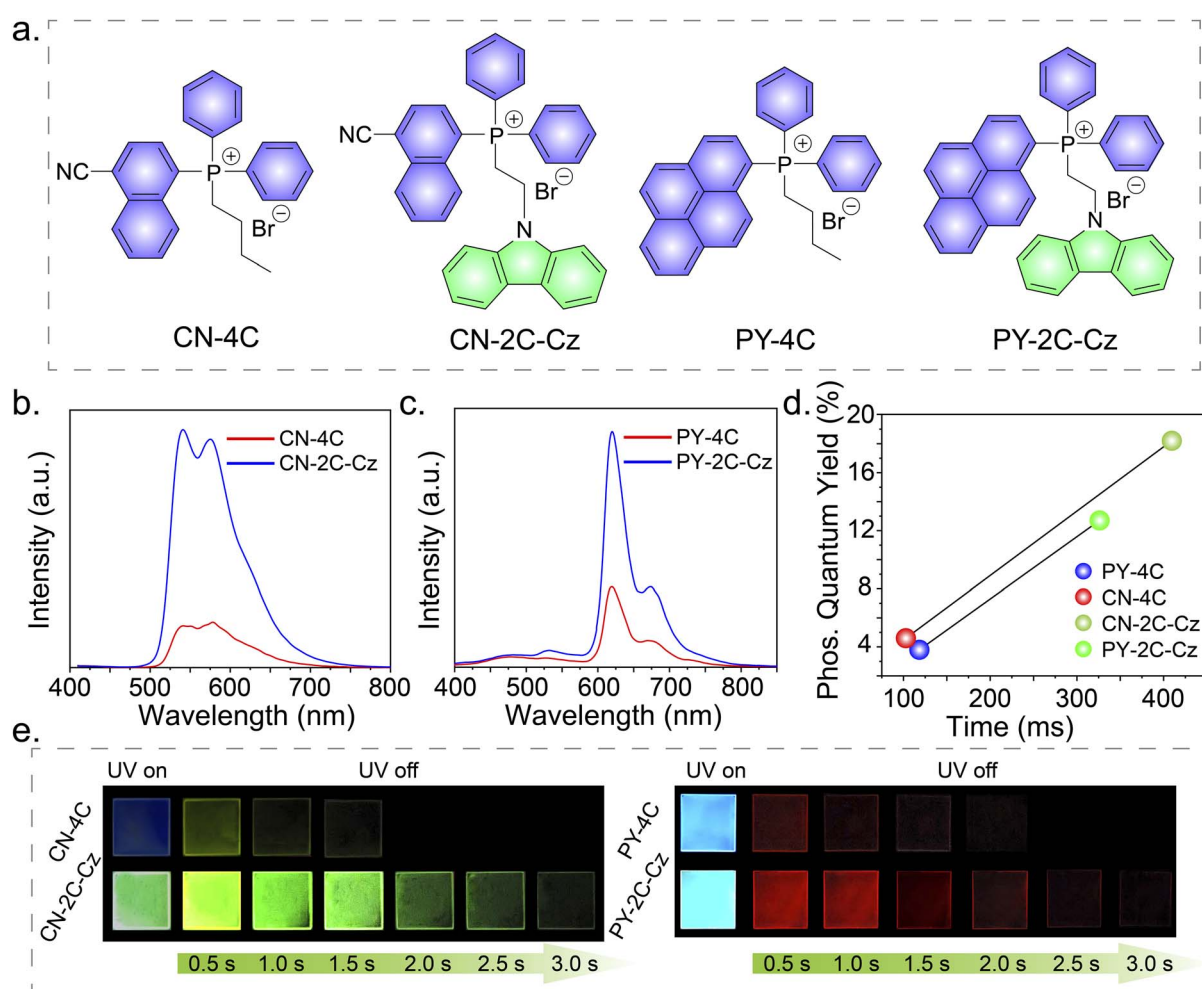 a.
NC
P
+
Br
−
CN-4C
NC
P
+
Br
−
N
CN-2C-Cz
P
+
Br
−
PY-4C
P
+
Br
−
N
PY-2C-Cz
b.
Intensity (a.u.)
CN-4C
CN-2C-Cz
400 500 600 700 800
Wavelength (nm)
c.
Intensity (a.u.)
PY-4C
PY-2C-Cz
400 500 600 700 800
Wavelength (nm)
d.
Phos. Quantum Yield (%)
20
16
12
8
4
PY-4C
CN-4C
CN-2C-Cz
PY-2C-Cz
100 200 300 400
Time (ms)
e.
UV on UV off
CN-4C
CN-2C-Cz
0.5 s 1.0 s 1.5 s 2.0 s 2.5 s 3.0 s
UV on UV off
PY-4C
PY-2C-Cz
0.5 s 1.0 s 1.5 s 2.0 s 2.5 s 3.0 s